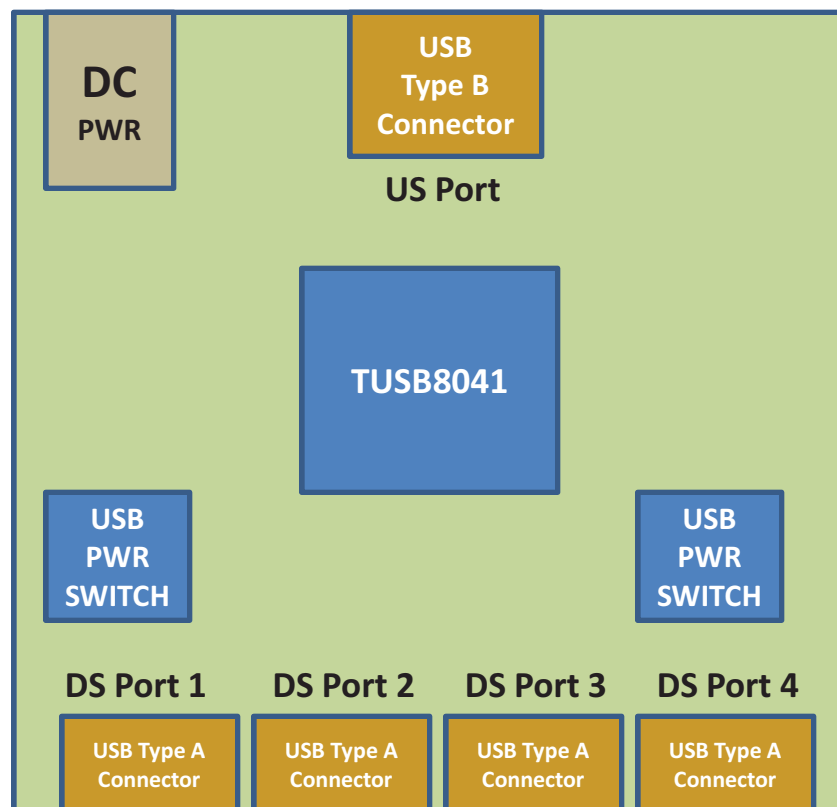 DC
PWR
USB
Type B
Connector
US Port
TUSB8041
USB
PWR
SWITCH
USB
PWR
SWITCH
DS Port 1
DS Port 2
DS Port 3
DS Port 4
USB Type A
Connector
USB Type A
Connector
USB Type A
Connector
USB Type A
Connector